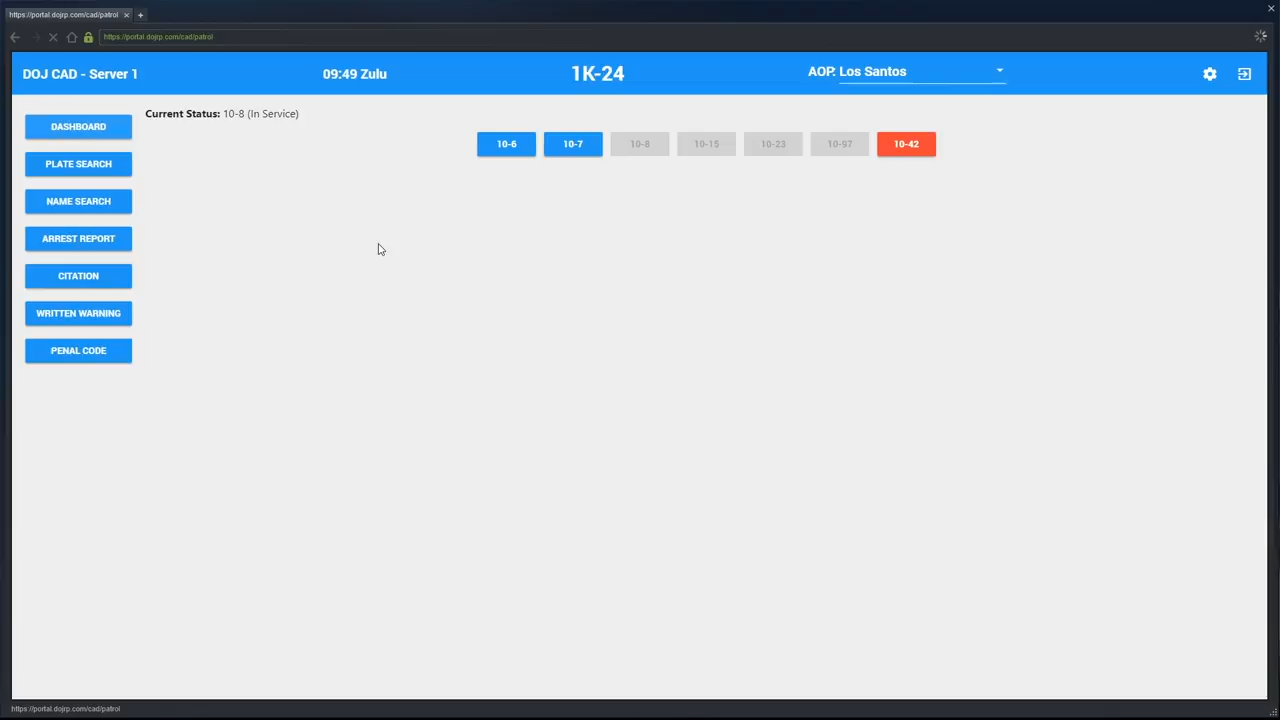 https://portal.dojrp.com/cad/patrol
https://portal.dojrp.com/cad/patrol
DOJ CAD - Server 1 09:49 Zulu 1K-24 AOP: Los Santos
Current Status: 10-8 (In Service)
10-6 10-7 10-8 10-15 10-23 10-97 10-42
DASHBOARD
PLATE SEARCH
NAME SEARCH
ARREST REPORT
CITATION
WRITTEN WARNING
PENAL CODE
https://portal.dojrp.com/cad/patrol